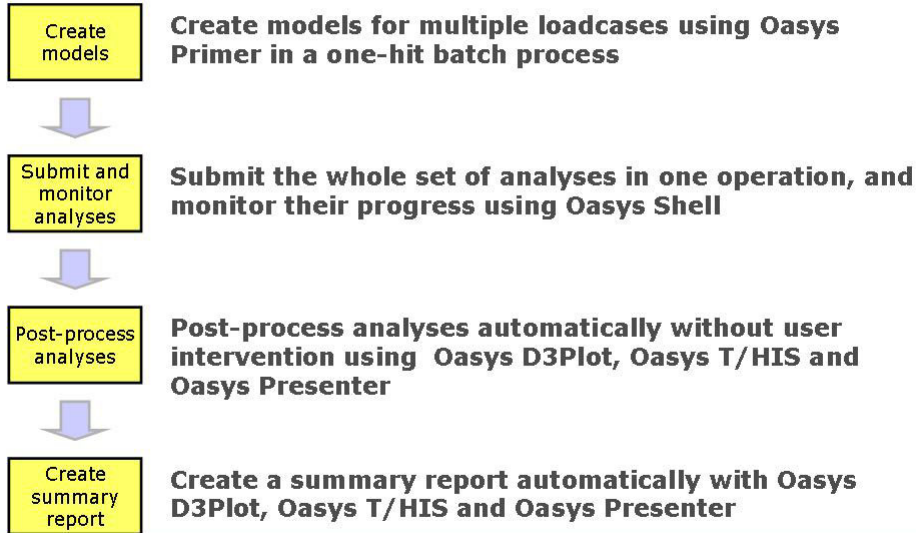 Create
models
Create models for multiple loadcases using Oasys
Primer in a one-hit batch process
Submit and
monitor
analyses
Submit the whole set of analyses in one operation, and
monitor their progress using Oasys Shell
Post-process
analyses
Post-process analyses automatically without user
intervention using  Oasys D3Plot, Oasys T/HIS and
Oasys Presenter
Create
summary
report
Create a summary report automatically with Oasys
D3Plot, Oasys T/HIS and Oasys Presenter